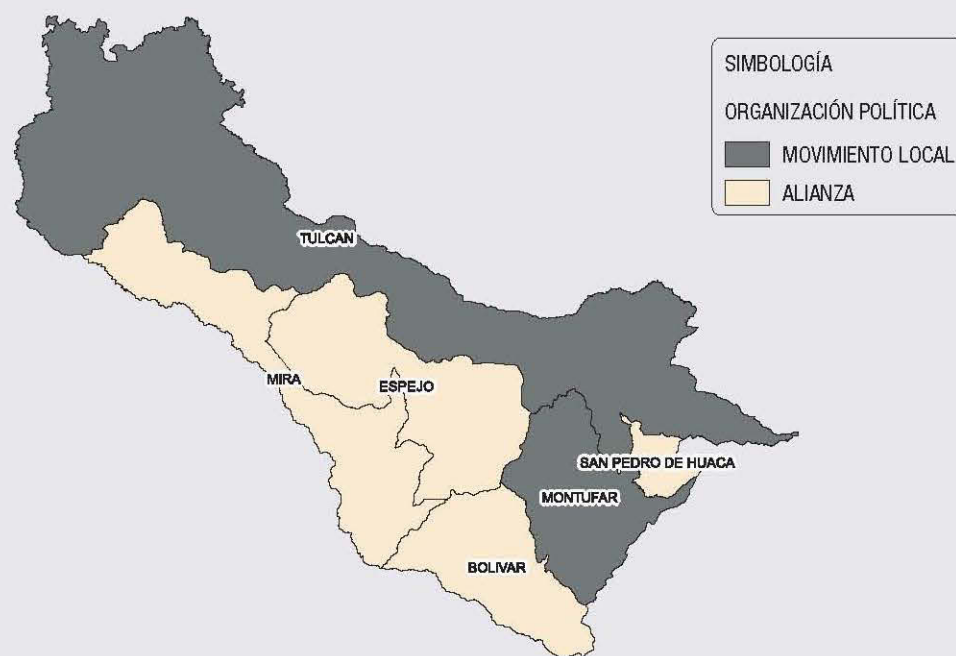 SIMBOLOGÍA
ORGANIZACIÓN POLÍTICA
MOVIMIENTO LOCAL
ALIANZA
TULCAN
MIRA
ESPEJO
SAN PEDRO DE HUACA
MONTUFAR
BOLIVAR